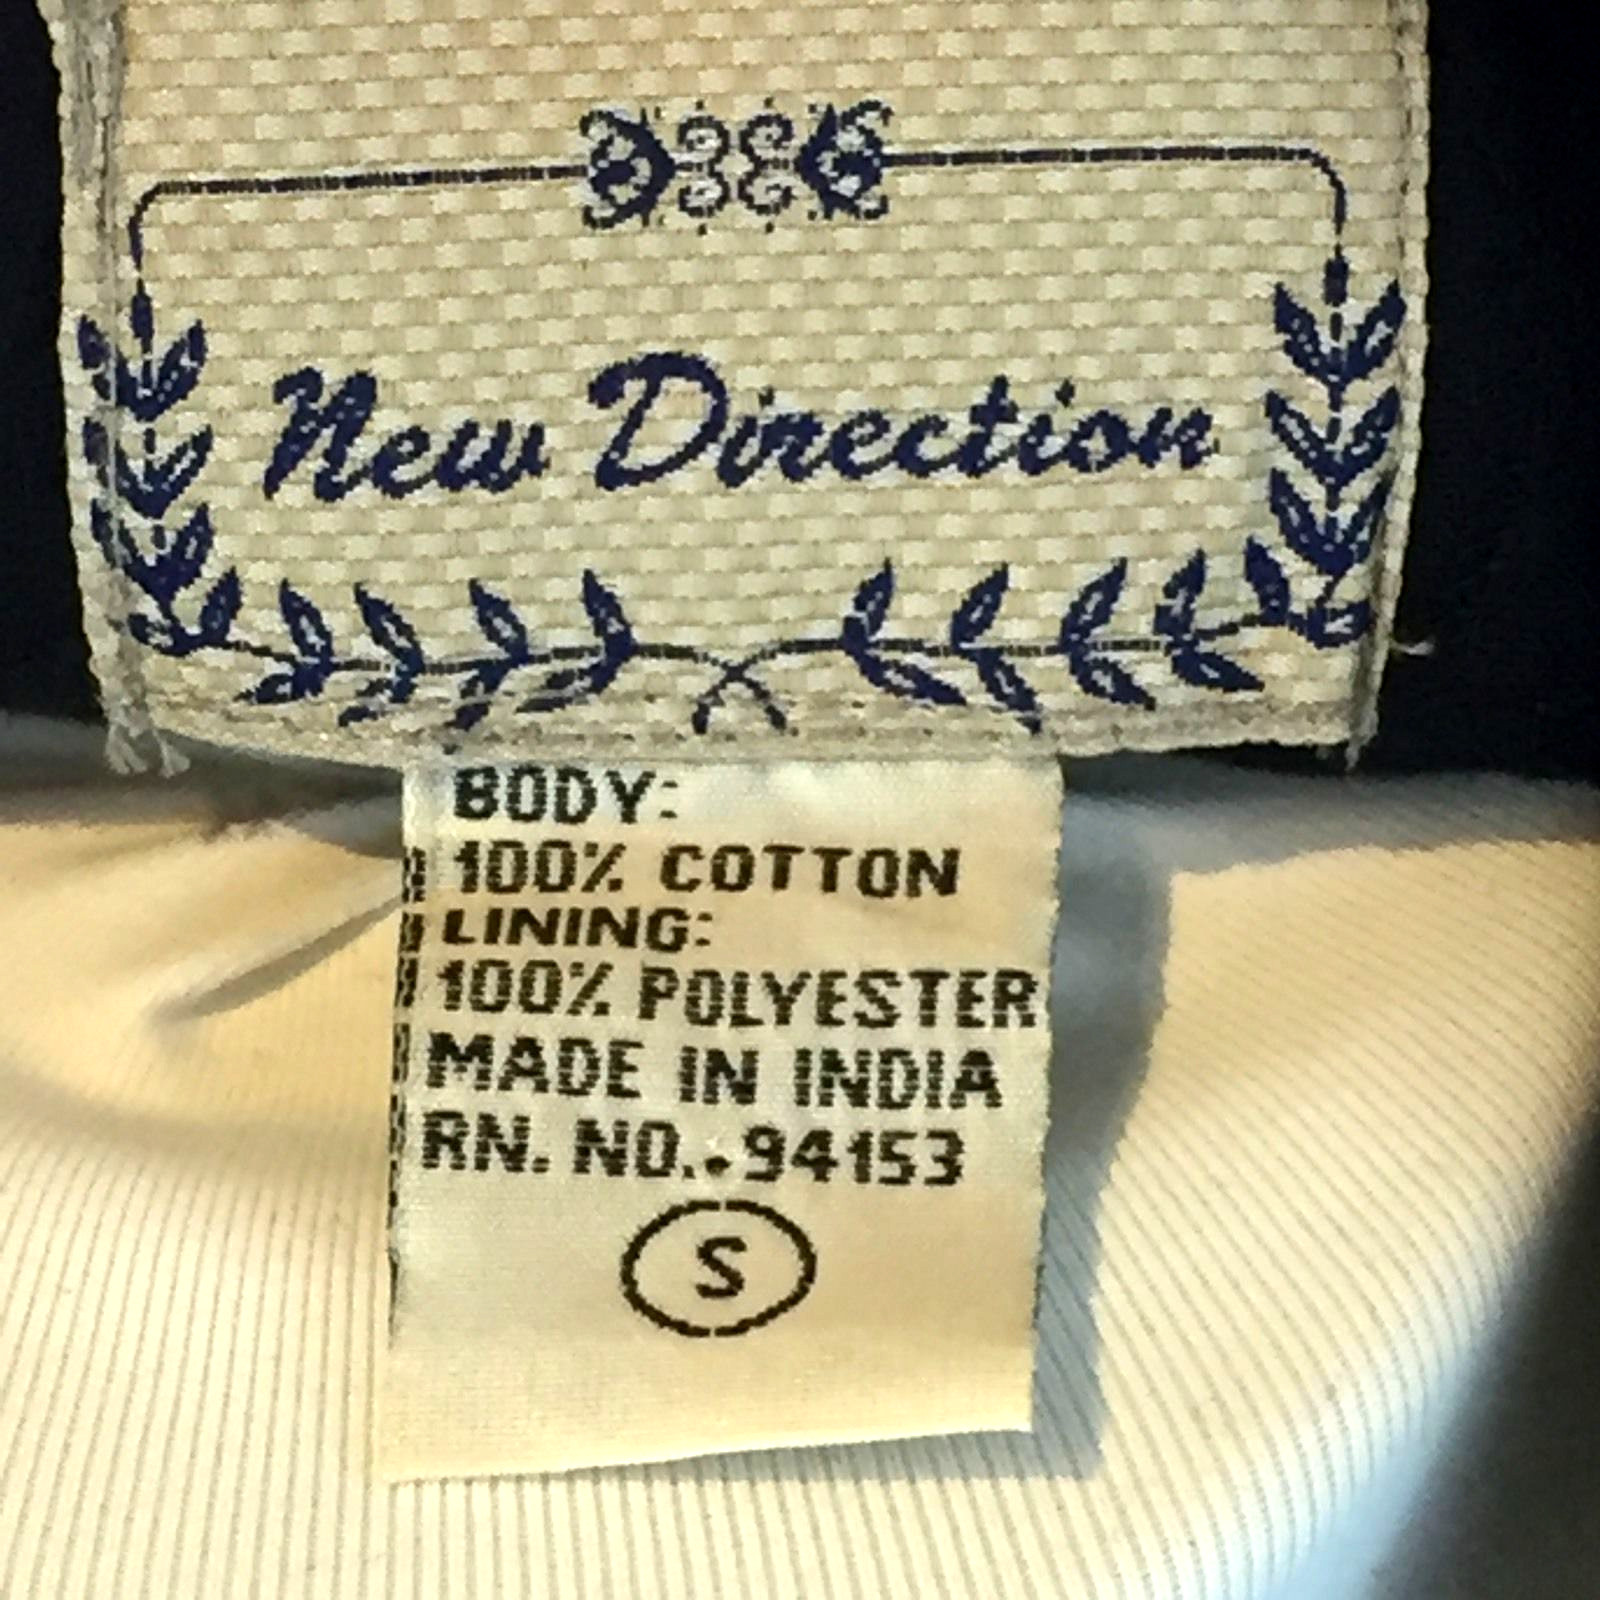 New Direction
BODY:
100% COTTON
LINING:
100% POLYESTER
MADE IN INDIA
RN. NO.-94153
S